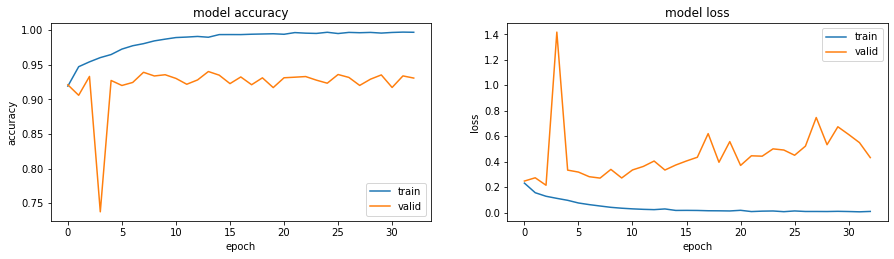 model accuracy
1.00
0.95
0.90
0.85
0.80
0.75
accuracy
train
valid
0 5 10 15 20 25 30
epoch
model loss
1.4
1.2
1.0
0.8
0.6
0.4
0.2
0.0
loss
train
valid
0 5 10 15 20 25 30
epoch